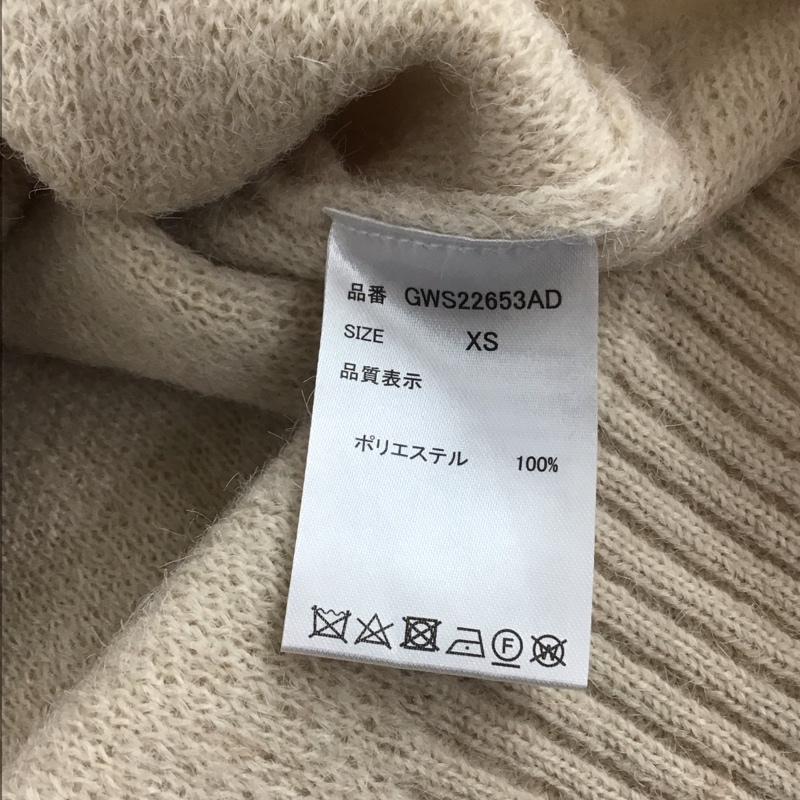 品番 GWS22653AD
SIZE XS
品質表示
ポリエステル 100%
F W